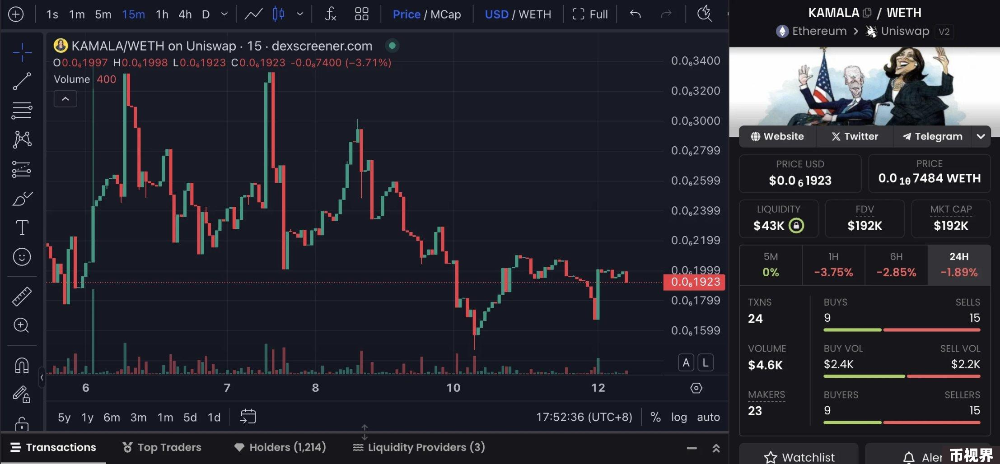 1s 1m 5m 15m 1h 4h D Price / MCap USD / WETH Full
KAMALA/WETH on Uniswap · 15 · dexscreener.com
O0.0₆1997 H0.0₆1998 L0.0₆1923 C0.0₆1923 -0.0₈7400 (−3.71%)
Volume 400
0.0₆3400
0.0₆3200
0.0₆3000
0.0₆2799
0.0₆2599
0.0₆2399
0.0₆2199
0.0₆1999
0.0₆1923
0.0₆1799
0.0₆1599
A L
6 7 8 10 12
5y 1y 6m 3m 1m 5d 1d 17:52:36 (UTC+8) % log auto
Transactions Top Traders Holders (1,214) Liquidity Providers (3)
KAMALA / WETH
Ethereum > Uniswap V2
Website Twitter Telegram
PRICE USD PRICE
$0.0₆1923 0.0₁₀7484 WETH
LIQUIDITY FDV MKT CAP
$43K $192K $192K
5M 1H 6H 24H
0% −3.75% −2.85% −1.89%
TXNS BUYS SELLS
24 9 15
VOLUME BUY VOL SELL VOL
$4.6K $2.4K $2.2K
MAKERS BUYERS SELLERS
23 9 15
Watchlist
币视界